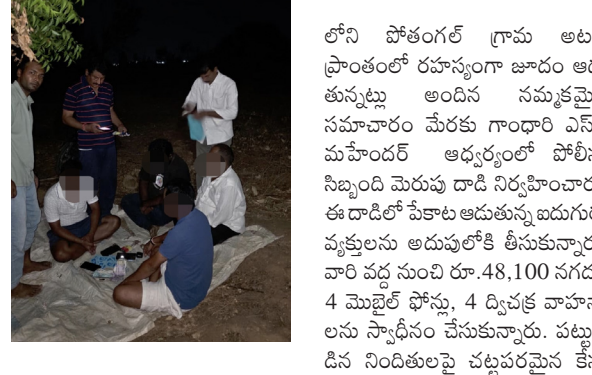 లోని పోతంగల్ గ్రామ అట
ప్రాంతంలో రహస్యంగా జూదం ఆడ
తున్నట్లు అందిన నమ్మకమై
సమాచారం మేరకు గాంధారి ఎస్
మహేందర్ ఆధ్వర్యంలో పోలీస
సిబ్బంది మెరుపు దాడి నిర్వహించార
ఈ దాడిలో పేకాట ఆడుతున్న ఐదుగుర
వ్యక్తులను అదుపులోకి తీసుకున్నార
వారి వద్ద నుంచి రూ.48,100 నగద
4 మొబైల్ ఫోన్లు, 4 ద్విచక్ర వాహన
లను స్వాధీనం చేసుకున్నారు. పట్టు
డిన నిందితులపై చట్టపరమైన కేస